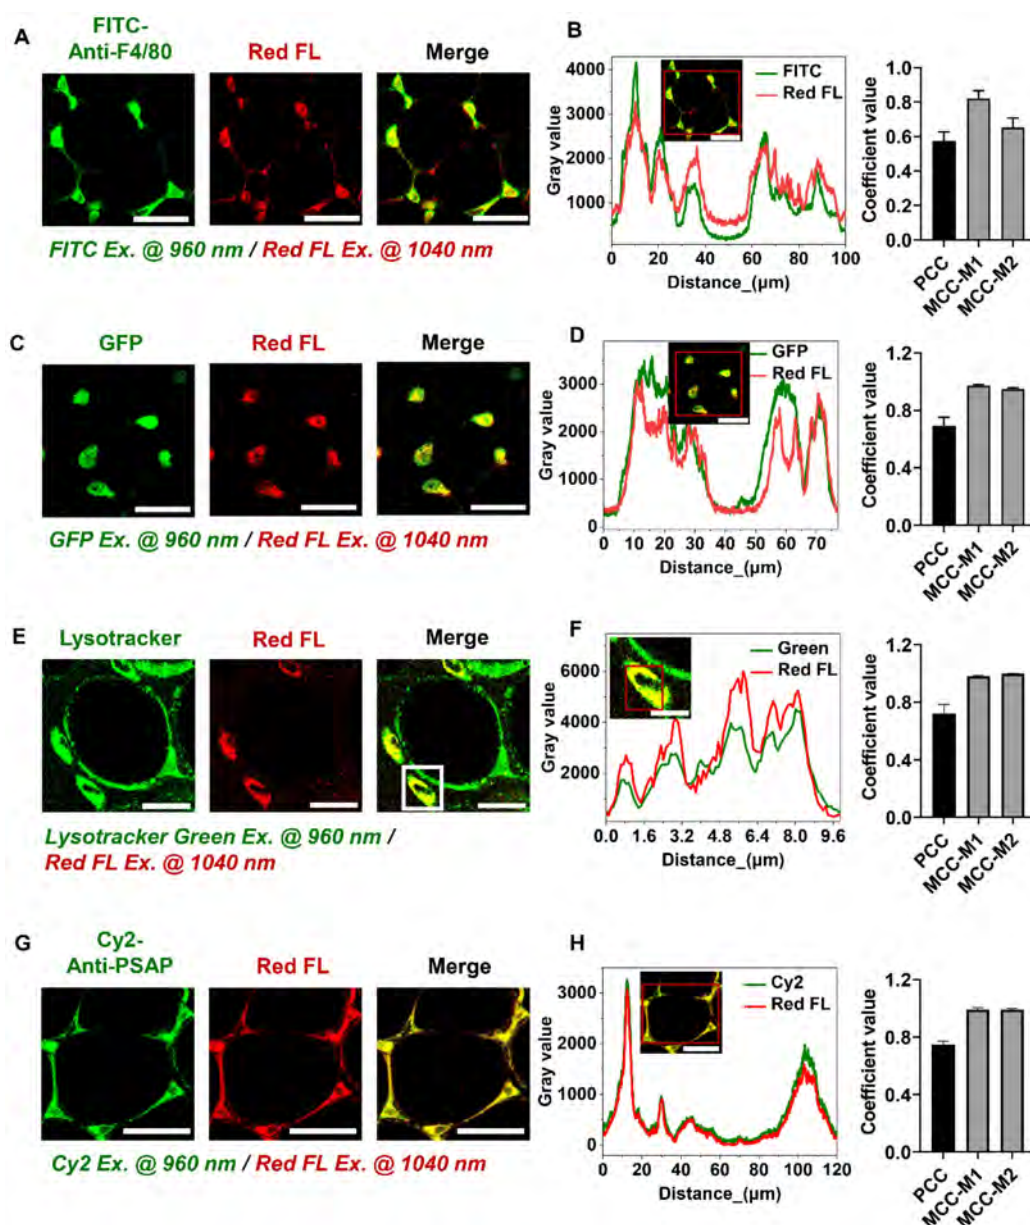 A
FITC-
Anti-F4/80
Red FL
Merge
FITC Ex. @ 960 nm / Red FL Ex. @ 1040 nm
B
FITC
Red FL
Gray value
4000
3000
2000
1000
0 20 40 60 80 100
Distance_(μm)
Coefficient value
1.0
0.8
0.6
0.4
0.2
0.0
PCC
MCC-M1
MCC-M2
C
GFP
Red FL
Merge
GFP Ex. @ 960 nm / Red FL Ex. @ 1040 nm
D
GFP
Red FL
Gray value
3000
2000
1000
0
0 10 20 30 40 50 60 70
Distance_(μm)
Coefficient value
1.2
0.8
0.4
0.0
PCC
MCC-M1
MCC-M2
E
Lysotracker
Red FL
Merge
Lysotracker Green Ex. @ 960 nm /
Red FL Ex. @ 1040 nm
F
Green
Red FL
Gray value
6000
4000
2000
0.0 1.6 3.2 4.8 6.4 8.0 9.6
Distance_(μm)
Coefficient value
1.2
0.8
0.4
0.0
PCC
MCC-M1
MCC-M2
G
Cy2-
Anti-PSAP
Red FL
Merge
Cy2 Ex. @ 960 nm / Red FL Ex. @ 1040 nm
H
Cy2
Red FL
Gray value
3000
2000
1000
0
0 20 40 60 80 100 120
Distance_(μm)
Coefficient value
1.2
0.8
0.4
0.0
PCC
MCC-M1
MCC-M2